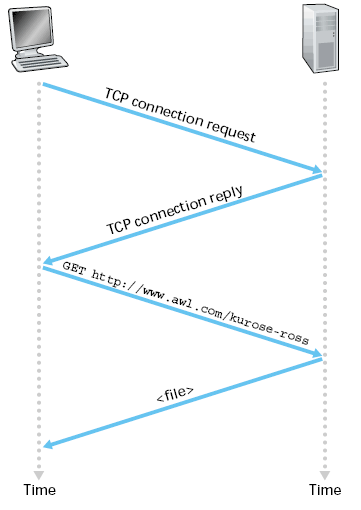 TCP connection request
TCP connection reply
GET http://www.awl.com/kurose-ross
<file>
Time
Time